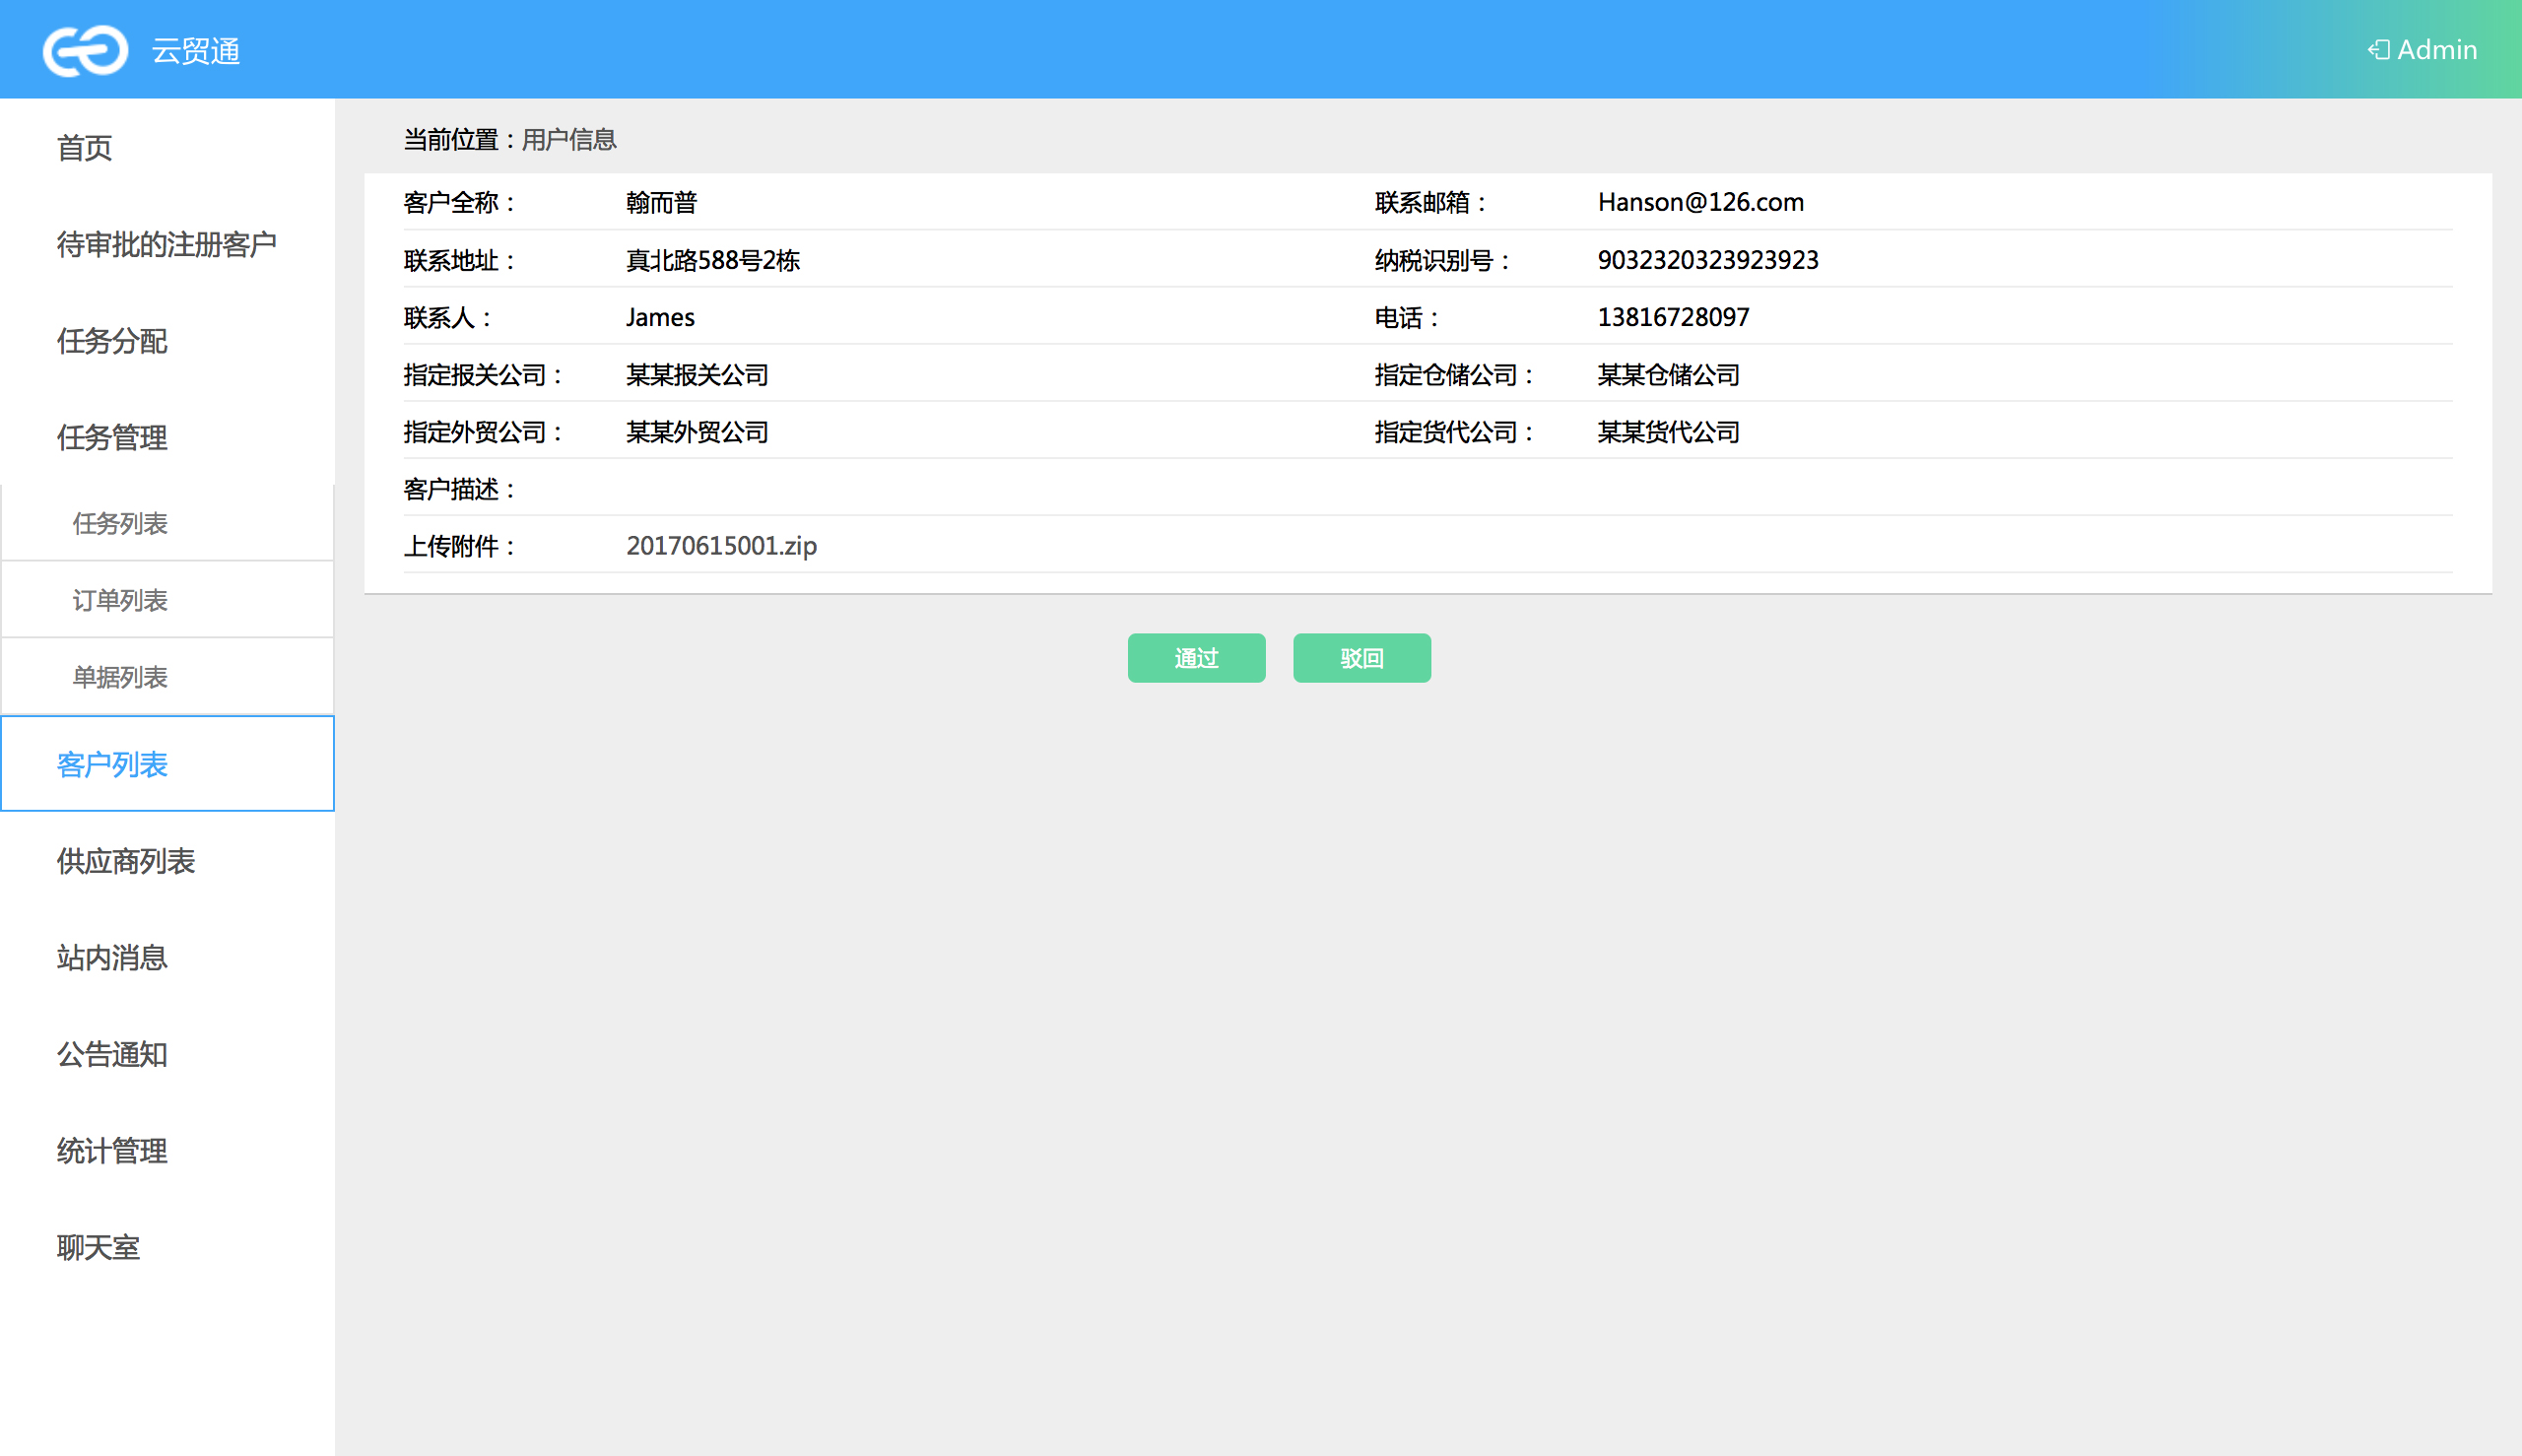 云贸通
Admin
首页
待审批的注册客户
任务分配
任务管理
任务列表
订单列表
单据列表
客户列表
供应商列表
站内消息
公告通知
统计管理
聊天室
当前位置：用户信息
客户全称： 翰而普 联系邮箱： Hanson@126.com
联系地址： 真北路588号2栋 纳税识别号： 9032320323923923
联系人： James 电话： 13816728097
指定报关公司： 某某报关公司 指定仓储公司： 某某仓储公司
指定外贸公司： 某某外贸公司 指定货代公司： 某某货代公司
客户描述：
上传附件： 20170615001.zip
通过 驳回